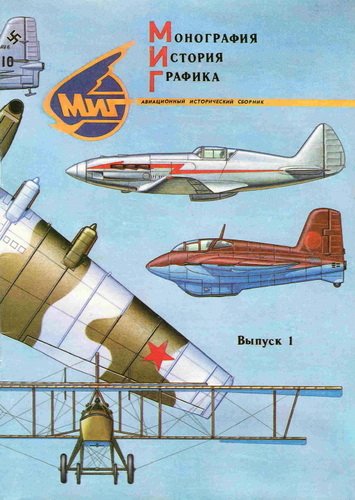 МОНОГРАФИЯ
ИСТОРИЯ
ГРАФИКА
МиГ
АВИАЦИОННЫЙ ИСТОРИЧЕСКИЙ СБОРНИК
10
Выпуск 1